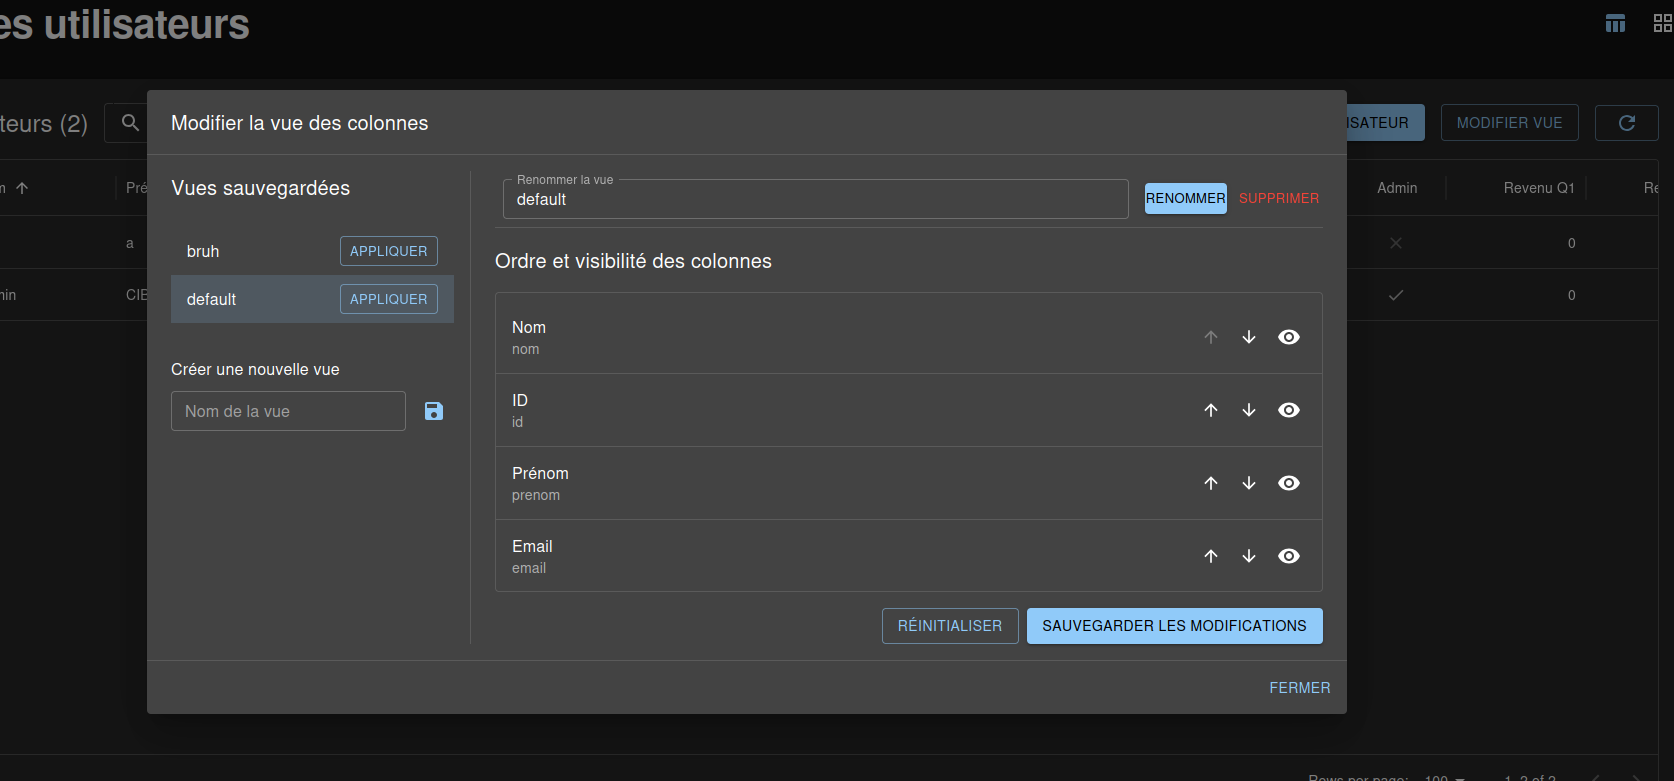 es utilisateurs
teurs (2)
ISATEUR
MODIFIER VUE
Modifier la vue des colonnes
Pré
Admin
Revenu Q1
Re
a
0
CIE
0
Vues sauvegardées
bruh
APPLIQUER
default
APPLIQUER
Créer une nouvelle vue
Nom de la vue
Renommer la vue
default
RENOMMER
SUPPRIMER
Ordre et visibilité des colonnes
Nom
nom
ID
id
Prénom
prenom
Email
email
RÉINITIALISER
SAUVEGARDER LES MODIFICATIONS
FERMER
Rows per page:
100
1–2 of 2